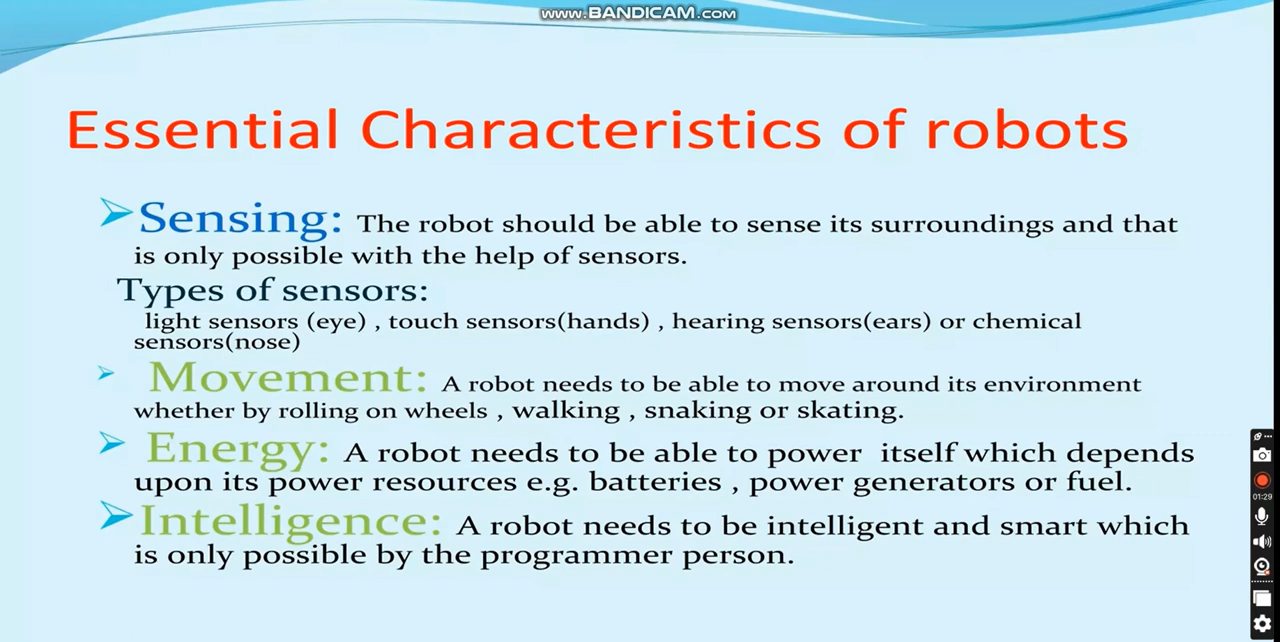 www.BANDICAM.com
Essential Characteristics of robots
Sensing: The robot should be able to sense its surroundings and that
is only possible with the help of sensors.
Types of sensors:
light sensors (eye) , touch sensors(hands) , hearing sensors(ears) or chemical
sensors(nose)
Movement: A robot needs to be able to move around its environment
whether by rolling on wheels , walking , snaking or skating.
Energy: A robot needs to be able to power itself which depends
upon its power resources e.g. batteries , power generators or fuel.
Intelligence: A robot needs to be intelligent and smart which
is only possible by the programmer person.
01:29